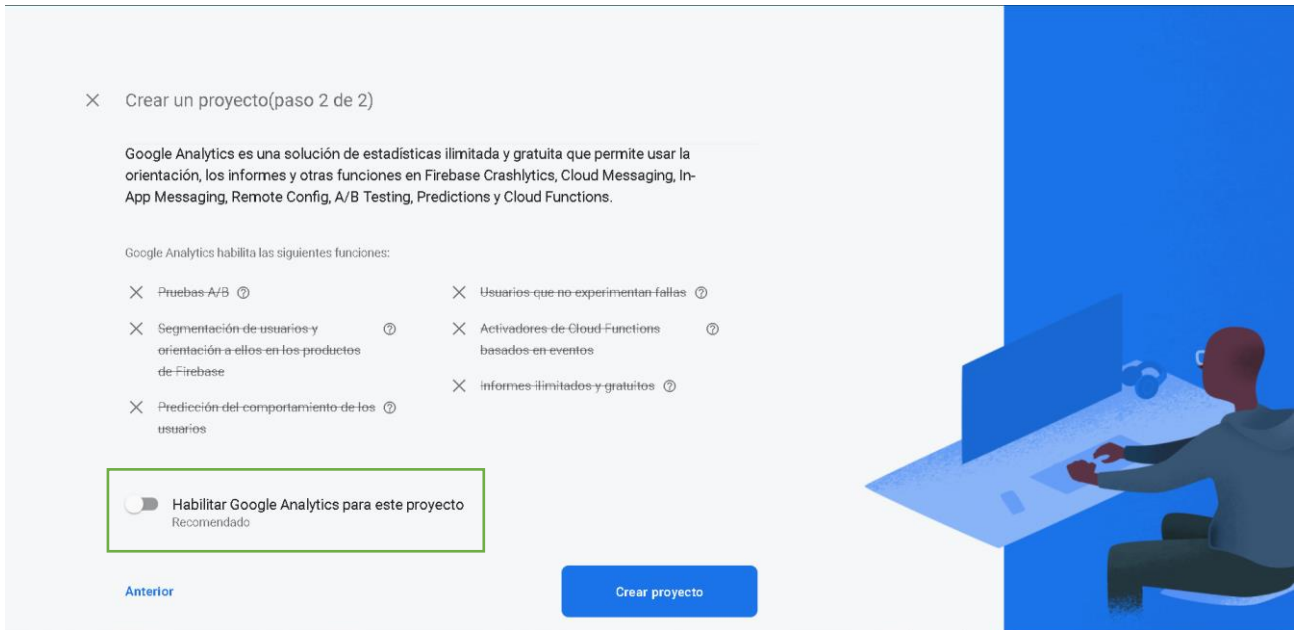 Crear un proyecto(paso 2 de 2)
Google Analytics es una solución de estadísticas ilimitada y gratuita que permite usar la
orientación, los informes y otras funciones en Firebase Crashlytics, Cloud Messaging, In-
App Messaging, Remote Config, A/B Testing, Predictions y Cloud Functions.
Google Analytics habilita las siguientes funciones:
Pruebas A/B
Segmentación de usuarios y
orientación a ellos en los productos
de Firebase
Predicción del comportamiento de los
usuarios
Usuarios que no experimentan fallas
Activadores de Cloud Functions
basados en eventos
Informes ilimitados y gratuitos
Habilitar Google Analytics para este proyecto
Recomendado
Anterior
Crear proyecto